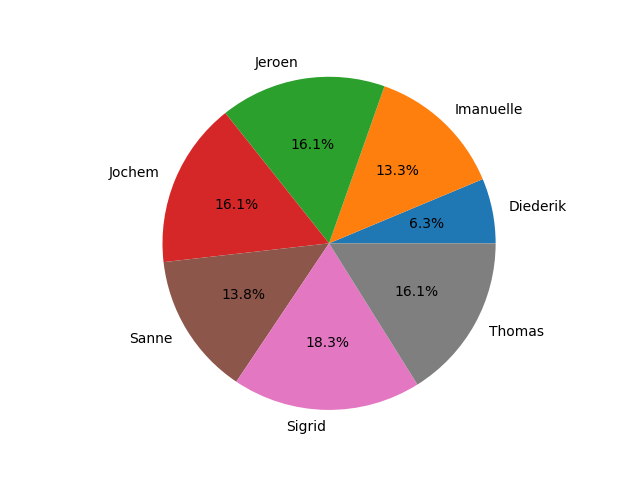 Jeroen
Imanuelle
16.1%
13.3%
Jochem
16.1%
Diederik
6.3%
13.8%
16.1%
Sanne
18.3%
Thomas
Sigrid